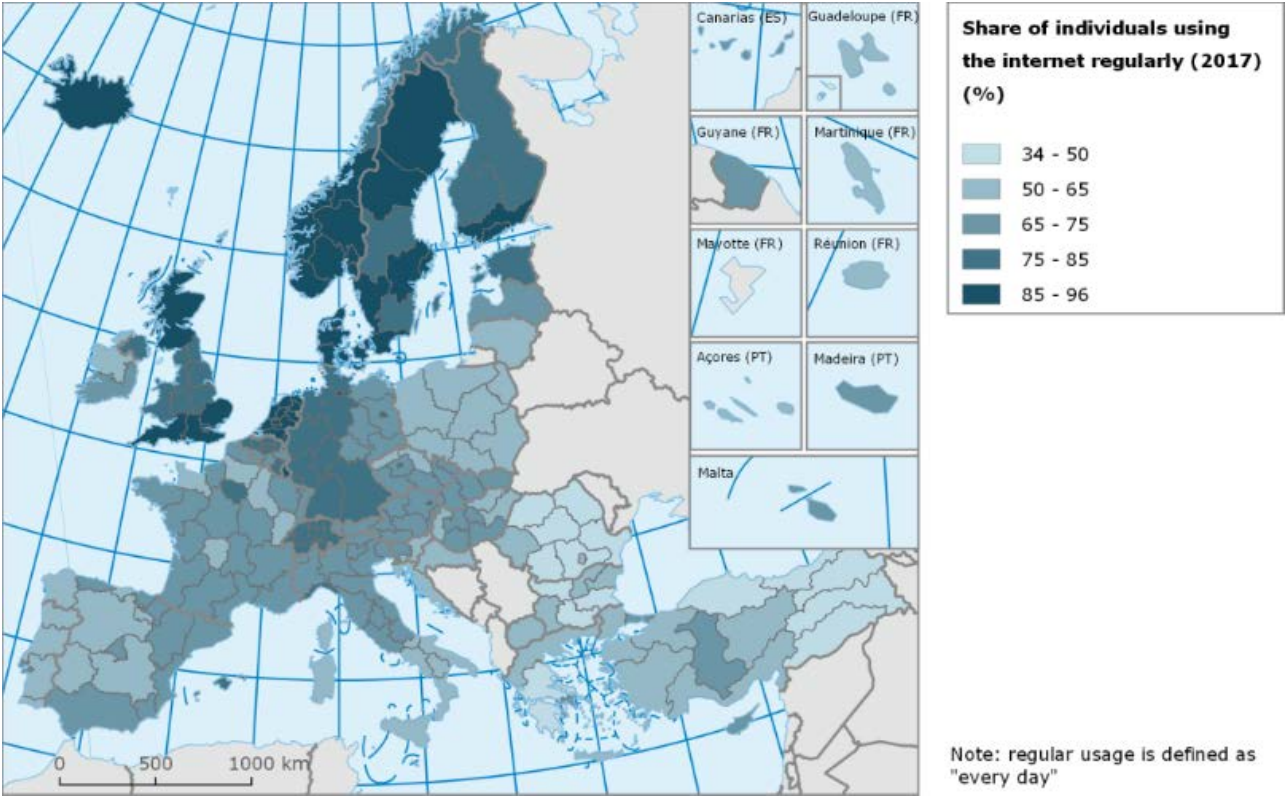 Canarias (ES)
Guadeloupe (FR)
Guyane (FR)
Martinique (FR)
Mayotte (FR)
Réunion (FR)
Açores (PT)
Madeira (PT)
Malta
0 500 1000 km
Share of individuals using
the internet regularly (2017)
(%)
34 - 50
50 - 65
65 - 75
75 - 85
85 - 96
Note: regular usage is defined as
"every day"